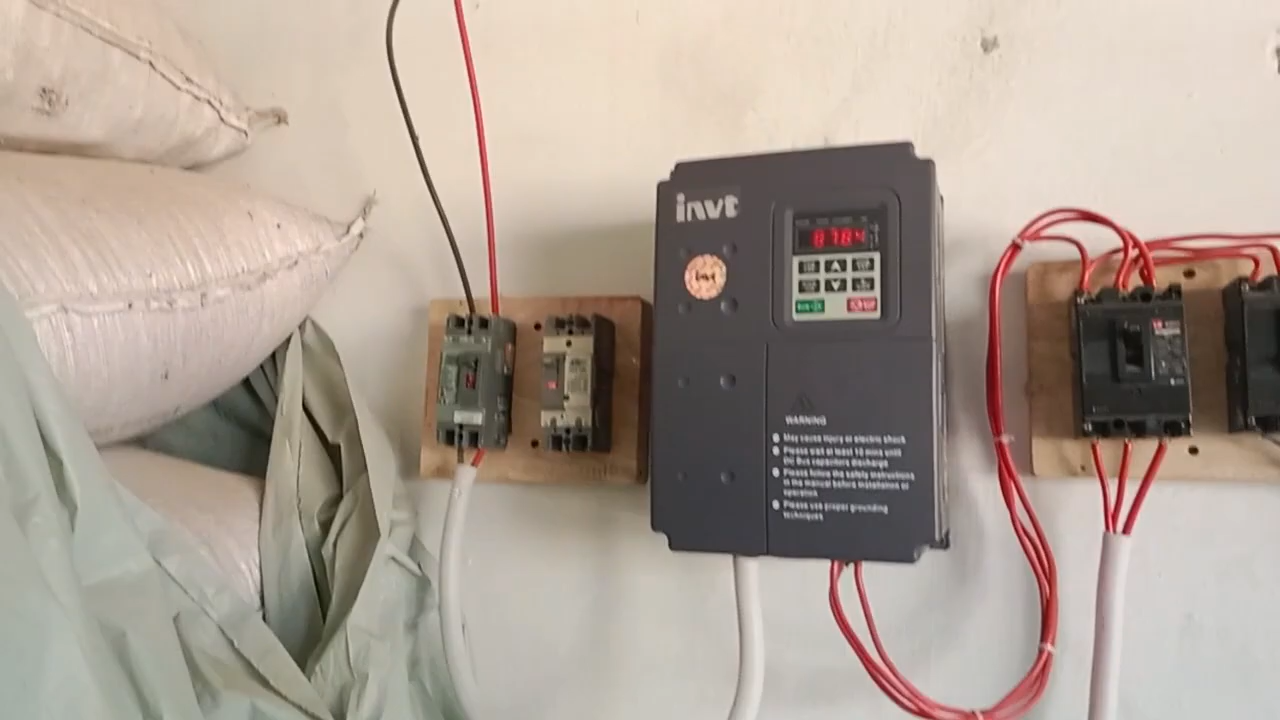 invt
8784
WARNING
May cause injury or electric shock
Please wait at least 10 mins until
DC Bus capacitors discharge
Please follow the safety instructions
in the manual before installation or
operation
Please use proper grounding
techniques